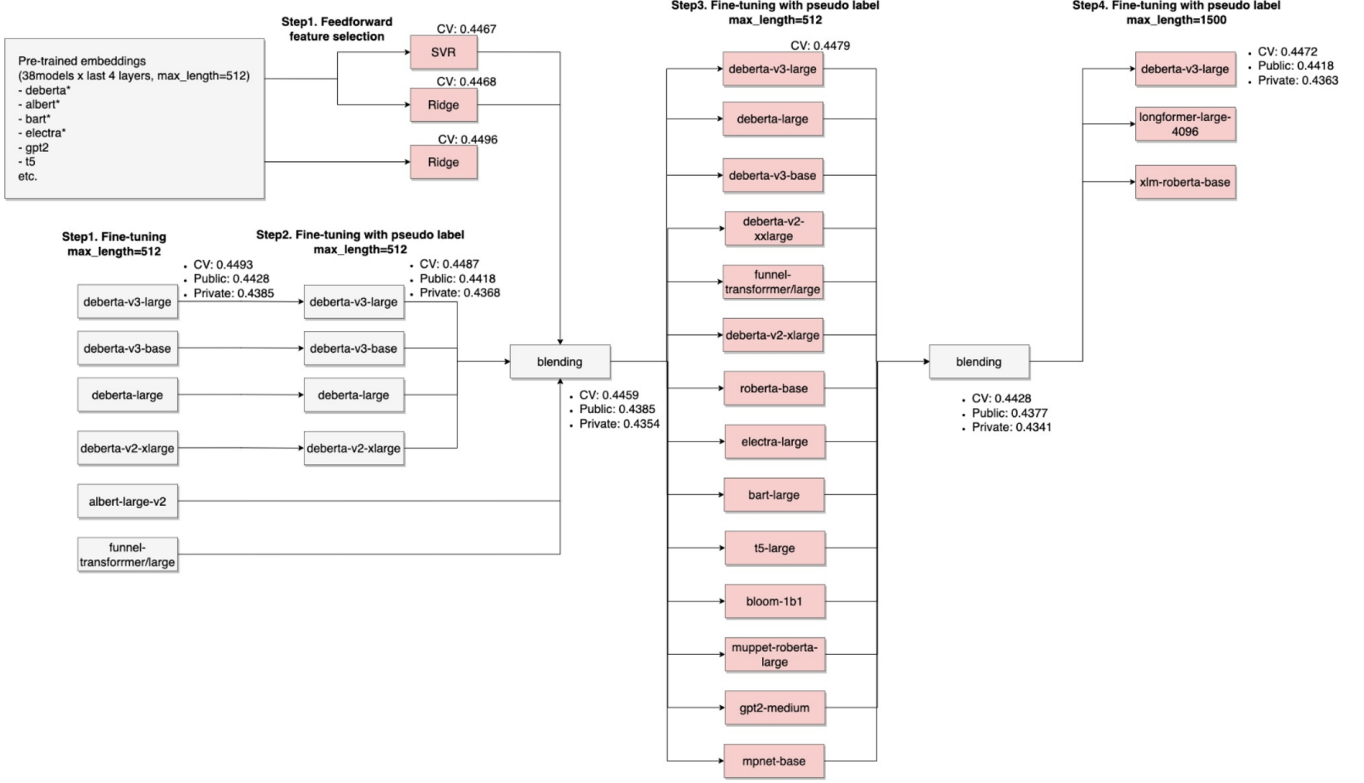 Step1. Feedforward
feature selection
Pre-trained embeddings
(38models x last 4 layers, max_length=512)
- deberta*
- albert*
- bart*
- electra*
- gpt2
- t5
etc.
CV: 0.4467
SVR
CV: 0.4468
Ridge
CV: 0.4496
Ridge
Step1. Fine-tuning
max_length=512
• CV: 0.4493
• Public: 0.4428
• Private: 0.4385
deberta-v3-large
deberta-v3-base
deberta-large
deberta-v2-xlarge
albert-large-v2
funnel-
transforrmer/large
Step2. Fine-tuning with pseudo label
max_length=512
• CV: 0.4487
• Public: 0.4418
• Private: 0.4368
deberta-v3-large
deberta-v3-base
deberta-large
deberta-v2-xlarge
blending
• CV: 0.4459
• Public: 0.4385
• Private: 0.4354
Step3. Fine-tuning with pseudo label
max_length=512
CV: 0.4479
deberta-v3-large
deberta-large
deberta-v3-base
deberta-v2-
xxlarge
funnel-
transforrmer/large
deberta-v2-xlarge
roberta-base
electra-large
bart-large
t5-large
bloom-1b1
muppet-roberta-
large
gpt2-medium
mpnet-base
blending
• CV: 0.4428
• Public: 0.4377
• Private: 0.4341
Step4. Fine-tuning with pseudo label
max_length=1500
deberta-v3-large
• CV: 0.4472
• Public: 0.4418
• Private: 0.4363
longformer-large-
4096
xlm-roberta-base